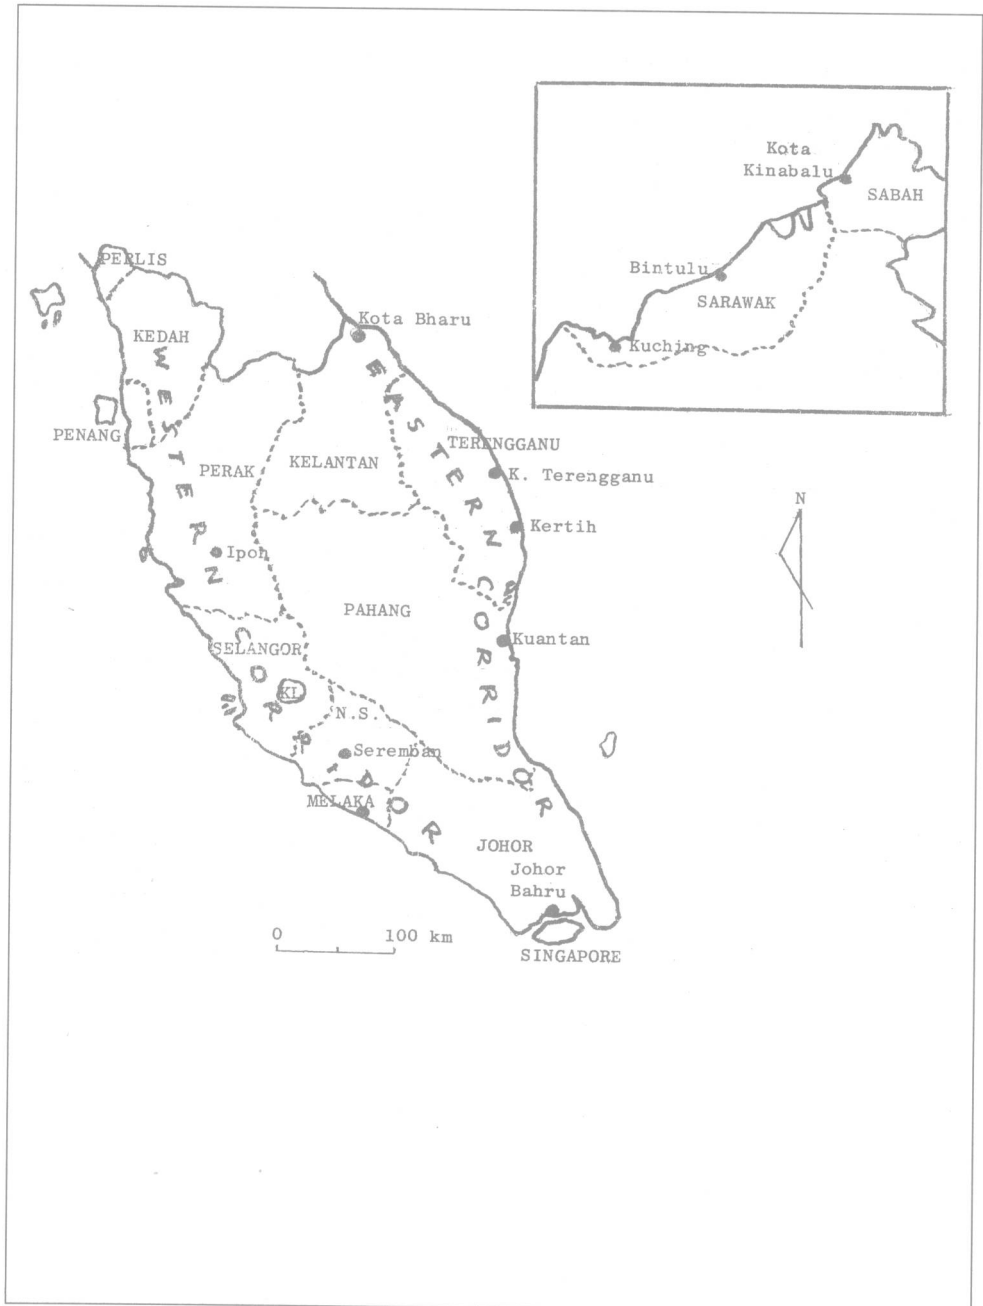 Kota
Kinabalu
SABAH
Bintulu
SARAWAK
Kuching
PERLIS
KEDAH
Kota Bharu
PENANG
PERAK
KELANTAN
TERENGGANU
K. Terengganu
Kertih
Ipoh
PAHANG
Kuantan
SELANGOR
KL
N.S.
Seremban
MELAKA
JOHOR
Johor
Bahru
SINGAPORE
WESTERN CORRIDOR
EASTERN CORRIDOR
N
0 100 km